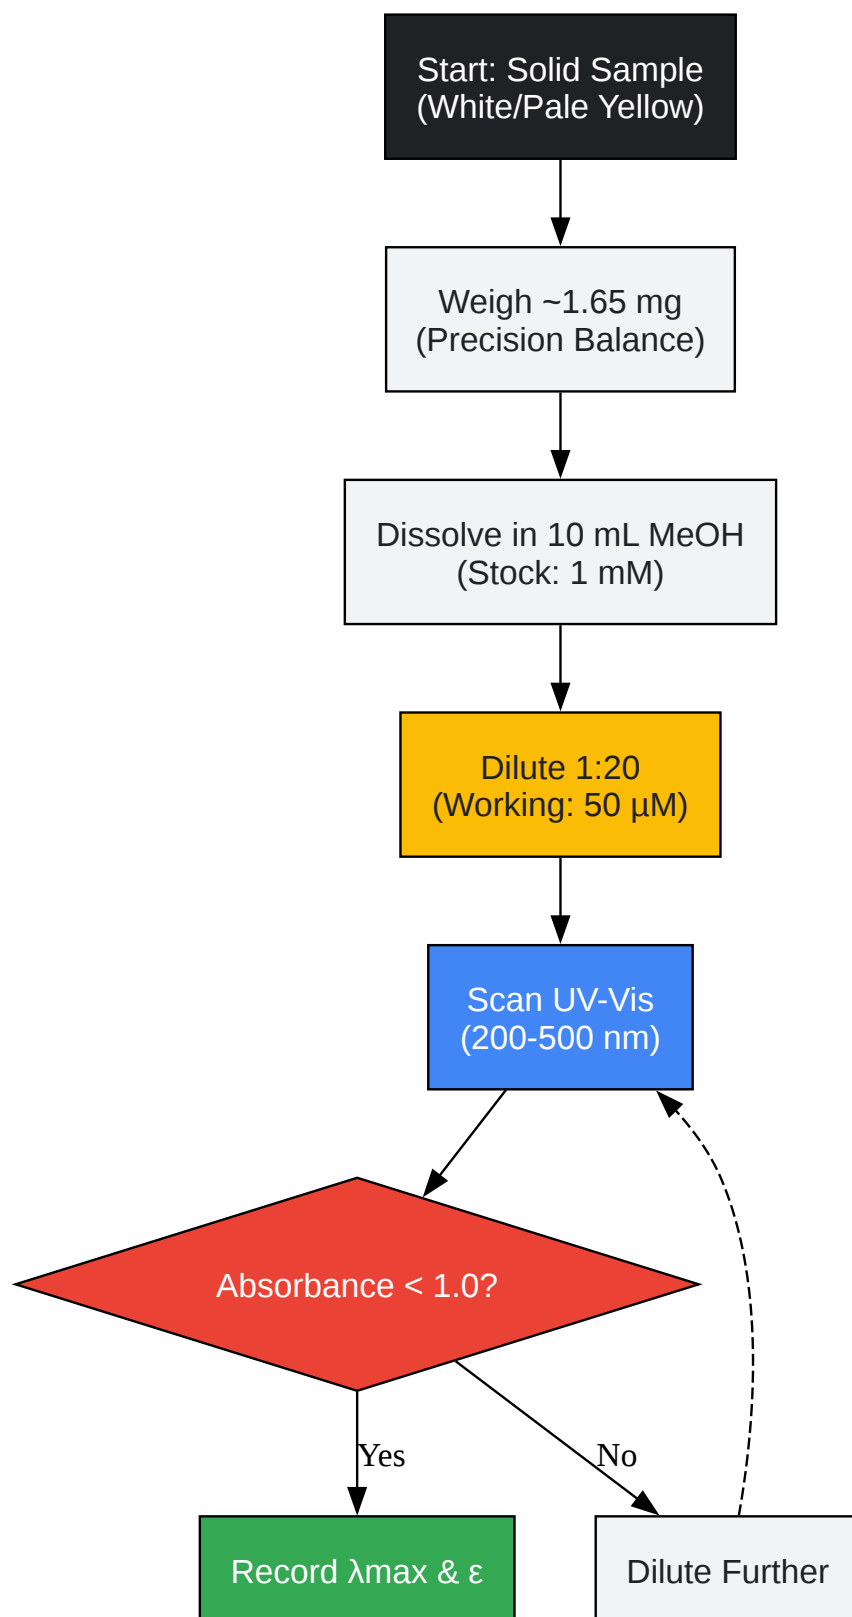 Start: Solid Sample
(White/Pale Yellow)
Weigh ~1.65 mg
(Precision Balance)
Dissolve in 10 mL MeOH
(Stock: 1 mM)
Dilute 1:20
(Working: 50 µM)
Scan UV-Vis
(200-500 nm)
Absorbance < 1.0?
Yes
No
Record λmax & ε
Dilute Further